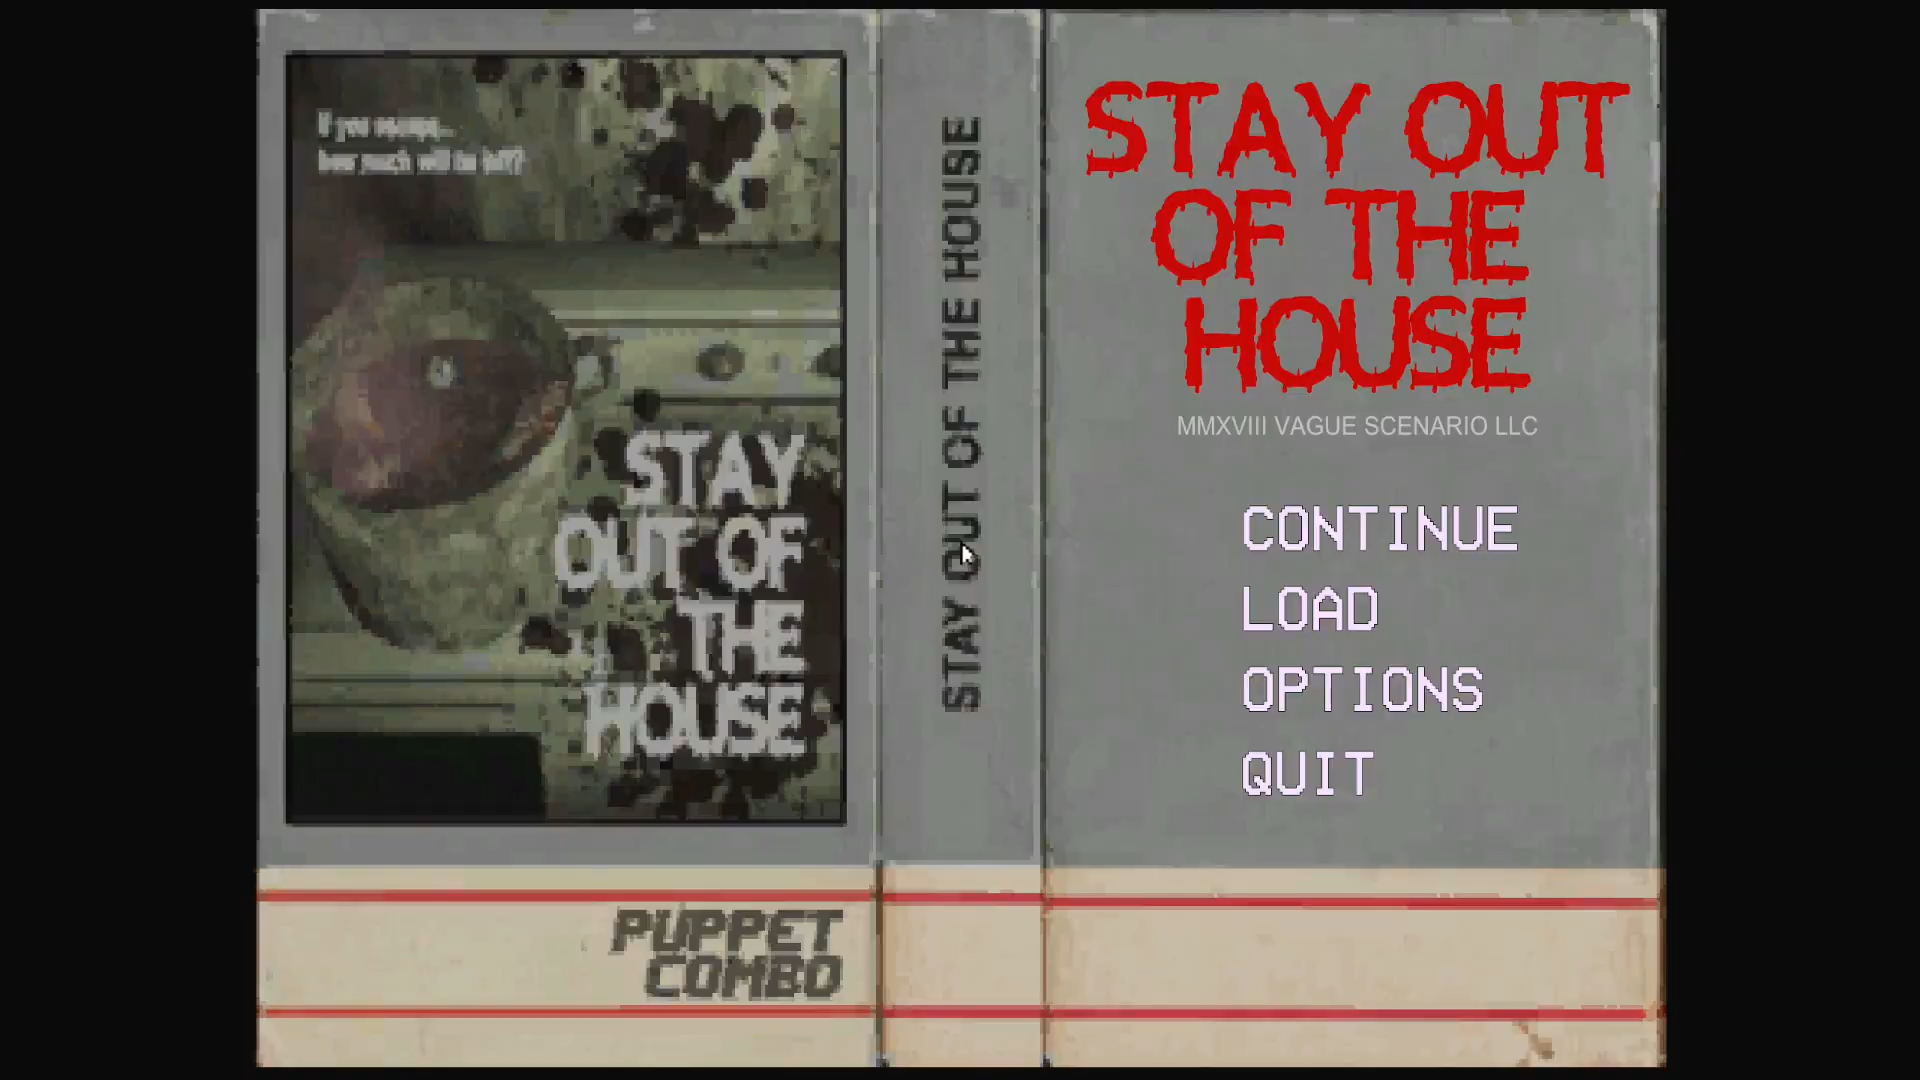 If you escape...
how much will be left?
STAY
OUT OF
THE
HOUSE
PUPPET
COMBO
STAY OUT OF THE HOUSE
STAY OUT
OF THE
HOUSE
MMXVIII VAGUE SCENARIO LLC
CONTINUE
LOAD
OPTIONS
QUIT